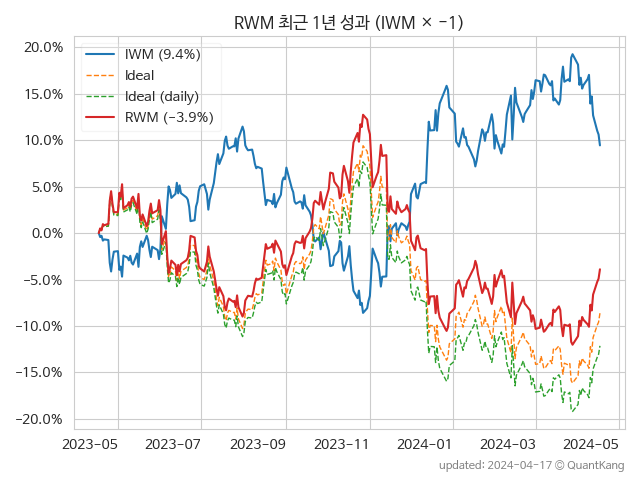 RWM 최근 1년 성과 (IWM × −1)
20.0%
15.0%
10.0%
5.0%
0.0%
−5.0%
−10.0%
−15.0%
−20.0%
IWM (9.4%)
Ideal
Ideal (daily)
RWM (−3.9%)
2023-05 2023-07 2023-09 2023-11 2024-01 2024-03 2024-05
updated: 2024-04-17 © QuantKang